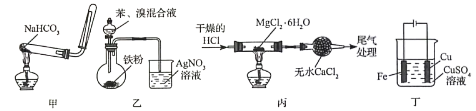 NaHCO₃
甲
苯、溴混合液
铁粉
AgNO₃
溶液
乙
干燥的
HCl
MgCl₂·6H₂O
无水CaCl₂
尾气
处理
丙
Fe
Cu
CuSO₄
溶液
丁